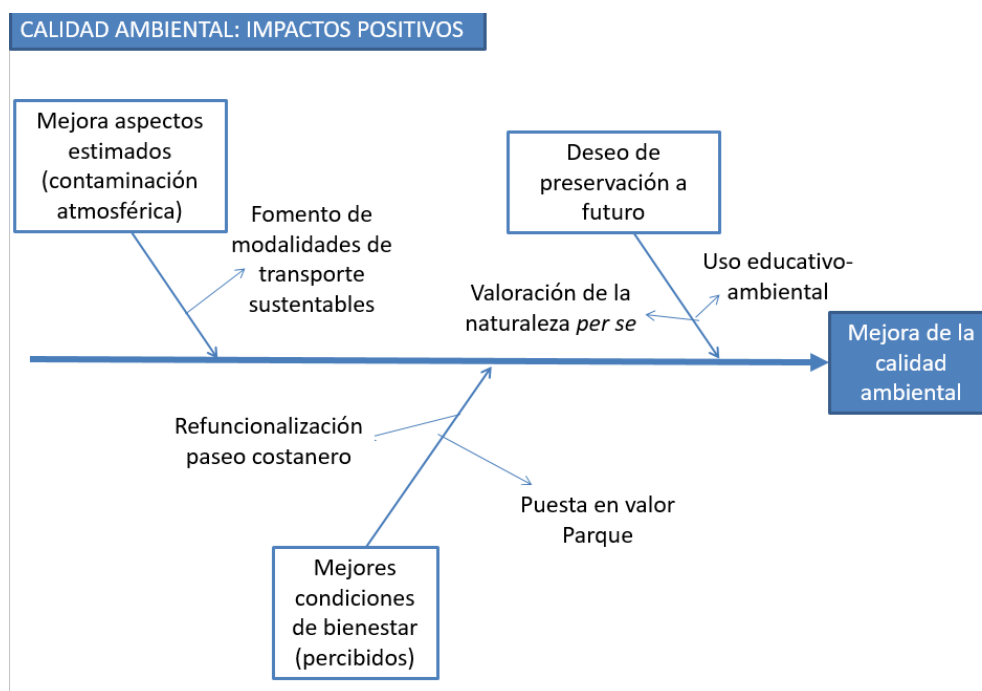 CALIDAD AMBIENTAL: IMPACTOS POSITIVOS
Mejora aspectos
estimados
(contaminación
atmosférica)
Fomento de
modalidades de
transporte
sustentables
Deseo de
preservación a
futuro
Uso educativo-
ambiental
Valoración de la
naturaleza per se
Mejora de la
calidad
ambiental
Refuncionalización
paseo costanero
Puesta en valor
Parque
Mejores
condiciones
de bienestar
(percibidos)